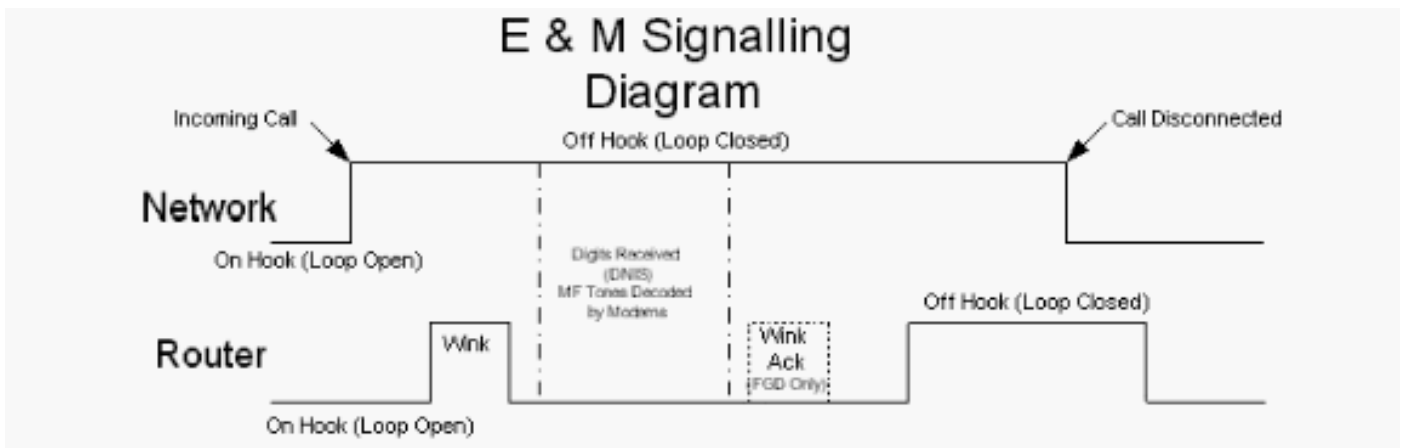 E & M Signalling
Diagram
Incoming Call
Off Hook (Loop Closed)
Call Disconnected
Network
On Hook (Loop Open)
Digits Received
(DNIS)
MF Tones Decoded
by Modems
Off Hook (Loop Closed)
Router
Wink
Wink
Ack
(FGD Only)
On Hook (Loop Open)